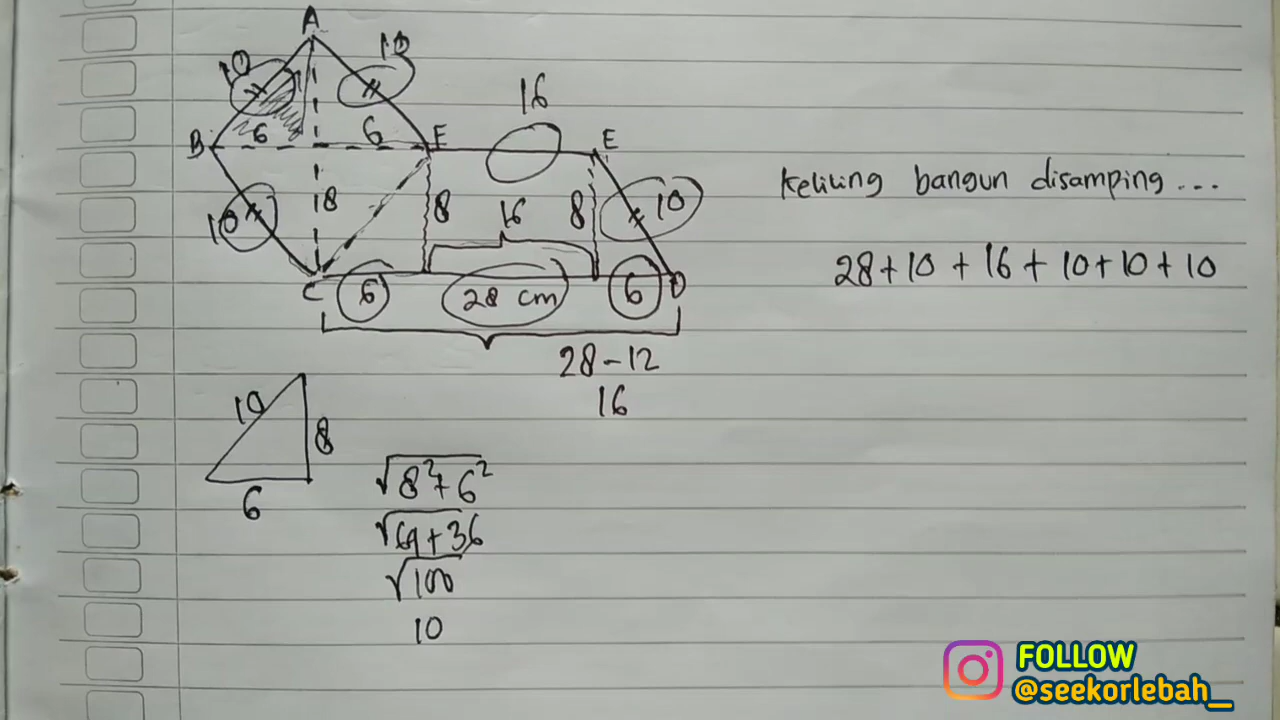 A
10
10
16
B
6
6
F
E
10
8
8
16
8
10
C
6
28 cm
6
D
28-12
16
Keliling bangun disamping...
28+10+16+10+10+10
10
8
6
√8²+6²
√64+36
√100
10
FOLLOW
@seekorlebah_